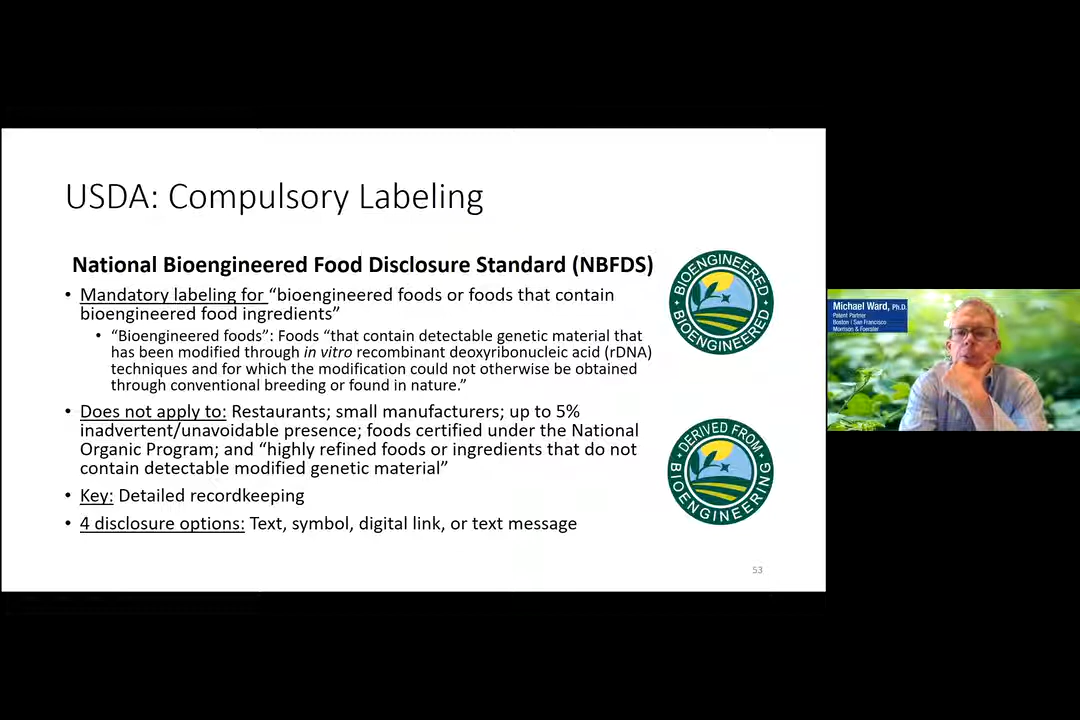 USDA: Compulsory Labeling
National Bioengineered Food Disclosure Standard (NBFDS)
• Mandatory labeling for “bioengineered foods or foods that contain
bioengineered food ingredients”
• “Bioengineered foods”: Foods “that contain detectable genetic material that
has been modified through in vitro recombinant deoxyribonucleic acid (rDNA)
techniques and for which the modification could not otherwise be obtained
through conventional breeding or found in nature.”
• Does not apply to: Restaurants; small manufacturers; up to 5%
inadvertent/unavoidable presence; foods certified under the National
Organic Program; and “highly refined foods or ingredients that do not
contain detectable modified genetic material”
• Key: Detailed recordkeeping
• 4 disclosure options: Text, symbol, digital link, or text message
BIOENGINEERED
BIOENGINEERED
DERIVED FROM
BIOENGINEERING
53
Michael Ward, Ph.D.
Patent Partner
Boston / San Francisco
Morrison & Foerster